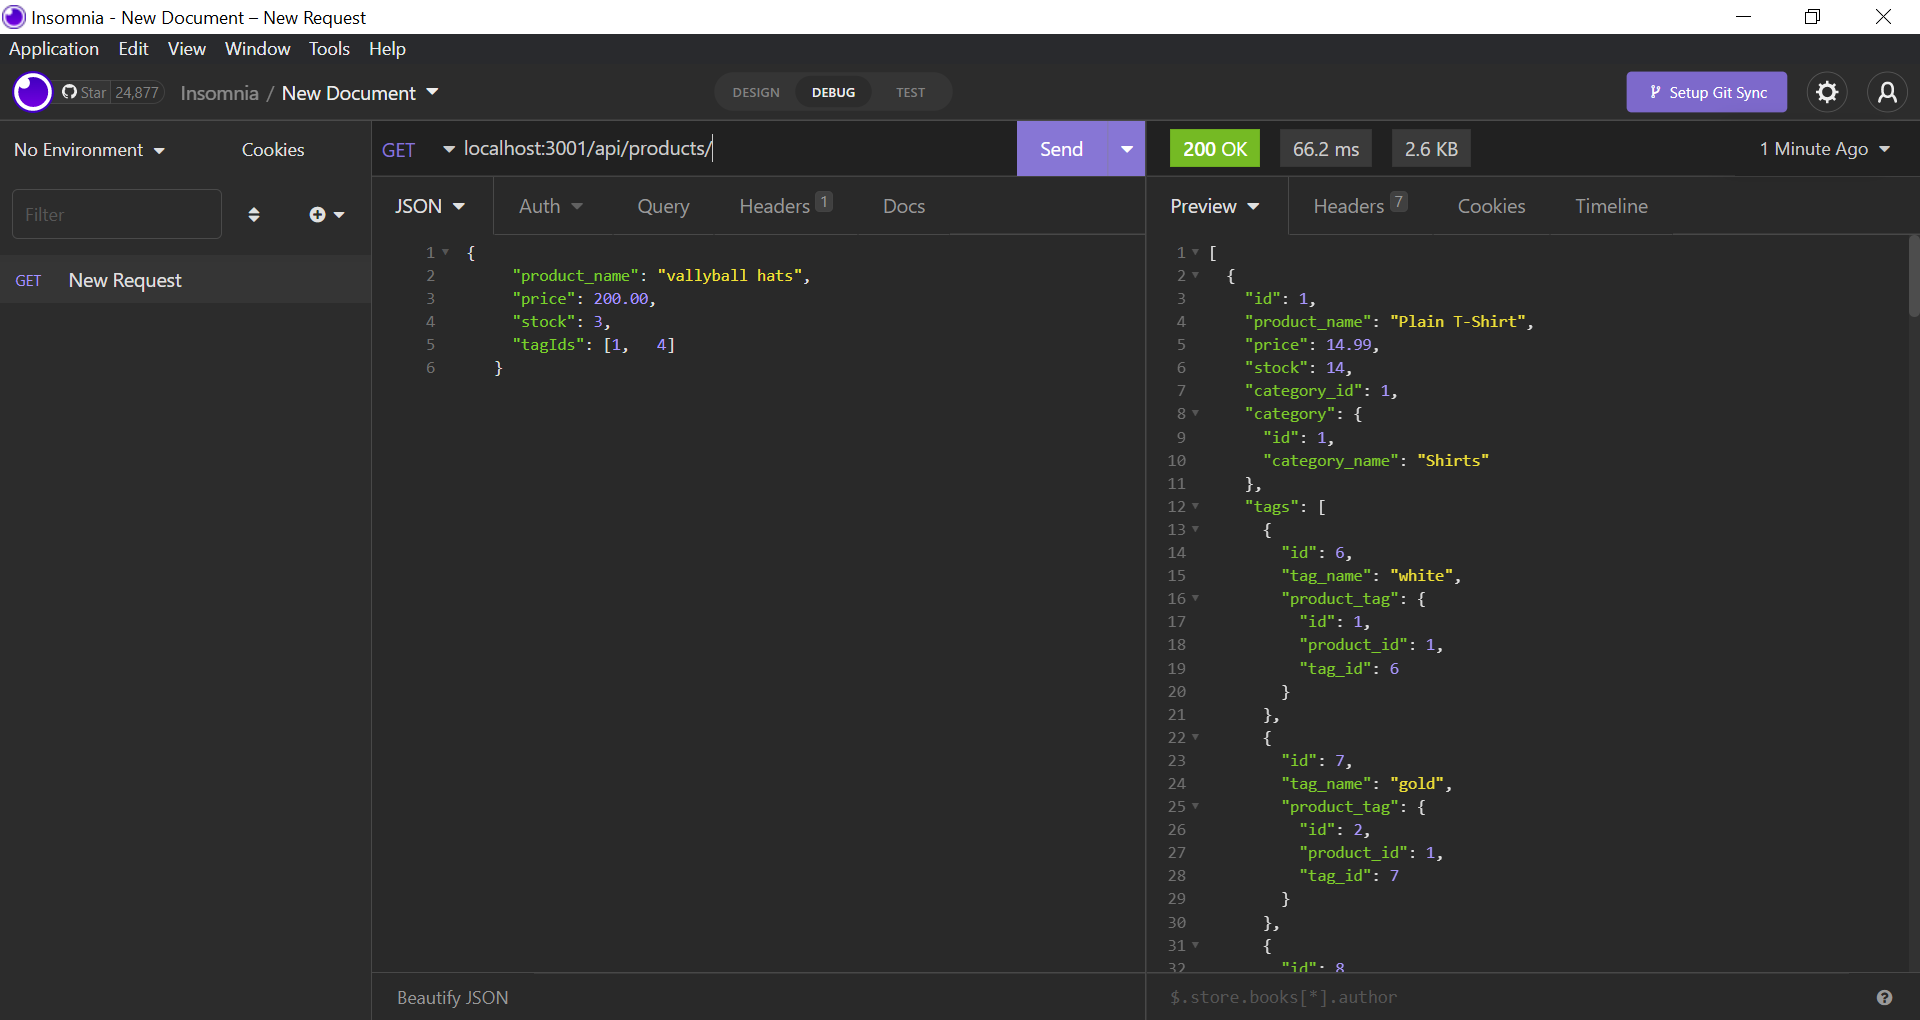 Insomnia - New Document – New Request
Application Edit View Window Tools Help
Star 24,877 Insomnia / New Document DESIGN DEBUG TEST Setup Git Sync
No Environment Cookies
Filter
GET New Request
GET localhost:3001/api/products/ Send
JSON Auth Query Headers 1 Docs
1 {
2 "product_name": "vallyball hats",
3 "price": 200.00,
4 "stock": 3,
5 "tagIds": [1, 4]
6 }
Beautify JSON
200 OK 66.2 ms 2.6 KB 1 Minute Ago
Preview Headers 7 Cookies Timeline
1 [
2 {
3 "id": 1,
4 "product_name": "Plain T-Shirt",
5 "price": 14.99,
6 "stock": 14,
7 "category_id": 1,
8 "category": {
9 "id": 1,
10 "category_name": "Shirts"
11 },
12 "tags": [
13 {
14 "id": 6,
15 "tag_name": "white",
16 "product_tag": {
17 "id": 1,
18 "product_id": 1,
19 "tag_id": 6
20 }
21 },
22 {
23 "id": 7,
24 "tag_name": "gold",
25 "product_tag": {
26 "id": 2,
27 "product_id": 1,
28 "tag_id": 7
29 }
30 },
31 {
32 "id": 8
$.store.books[*].author